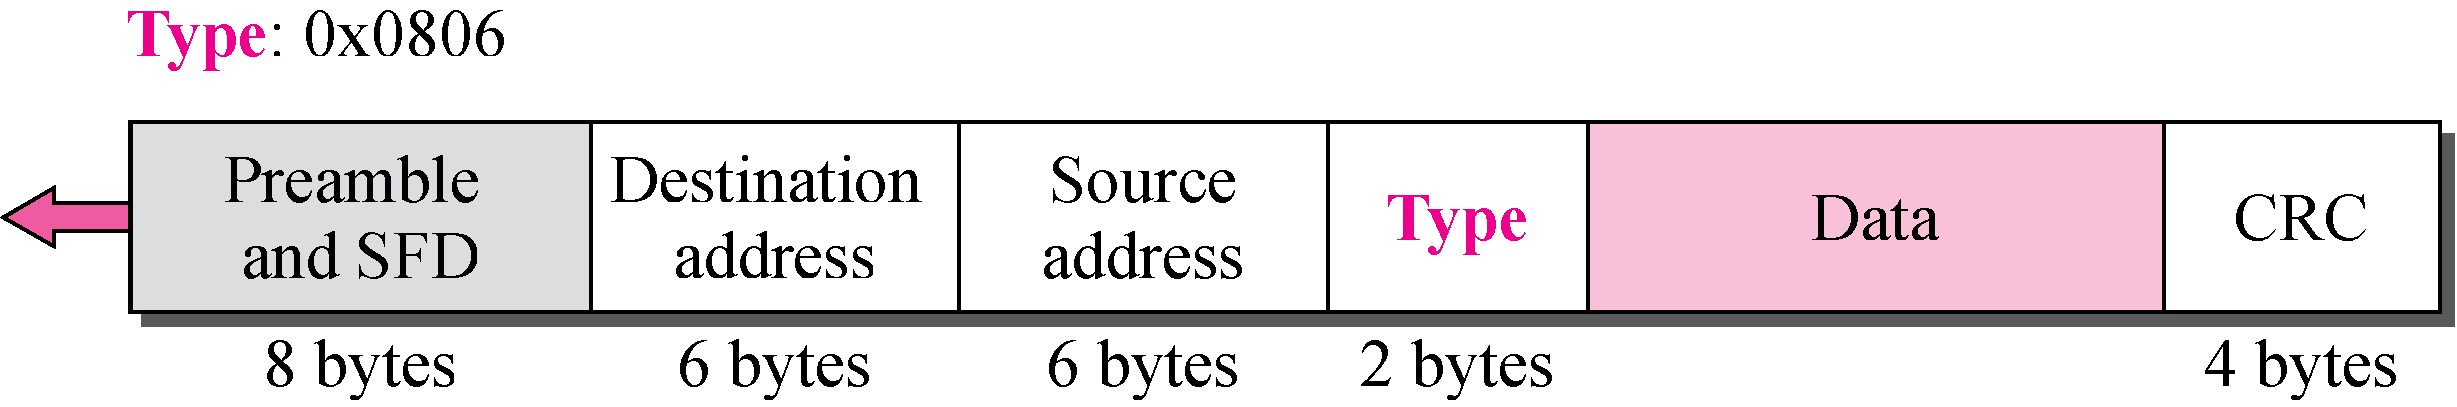 Type: 0x0806
Preamble
and SFD
Destination
address
Source
address
Type
Data
CRC
8 bytes
6 bytes
6 bytes
2 bytes
4 bytes